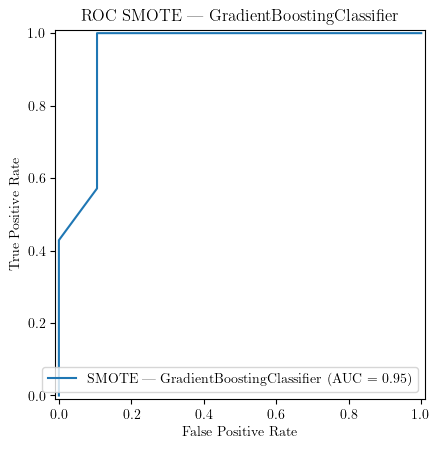 ROC SMOTE — GradientBoostingClassifier
True Positive Rate
1.0
0.8
0.6
0.4
0.2
0.0
SMOTE — GradientBoostingClassifier (AUC = 0.95)
0.0 0.2 0.4 0.6 0.8 1.0
False Positive Rate